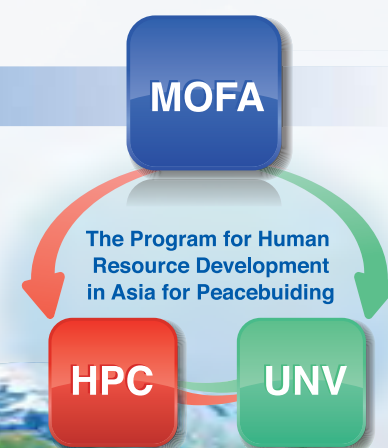 MOFA
The Program for Human
Resource Development
in Asia for Peacebuiding
HPC
UNV